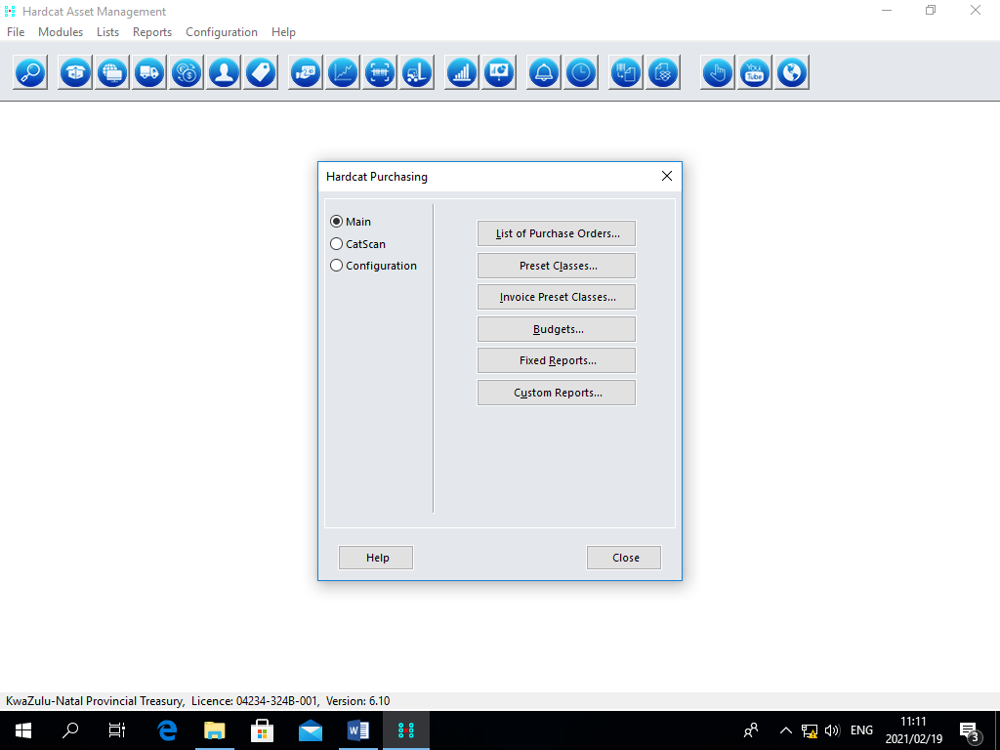 Hardcat Asset Management
File Modules Lists Reports Configuration Help
You
Tube
Hardcat Purchasing
Main
CatScan
Configuration
List of Purchase Orders...
Preset Classes...
Invoice Preset Classes...
Budgets...
Fixed Reports...
Custom Reports...
Help Close
KwaZulu-Natal Provincial Treasury, Licence: 04234-324B-001, Version: 6.10
ENG
11:11
2021/02/19
3